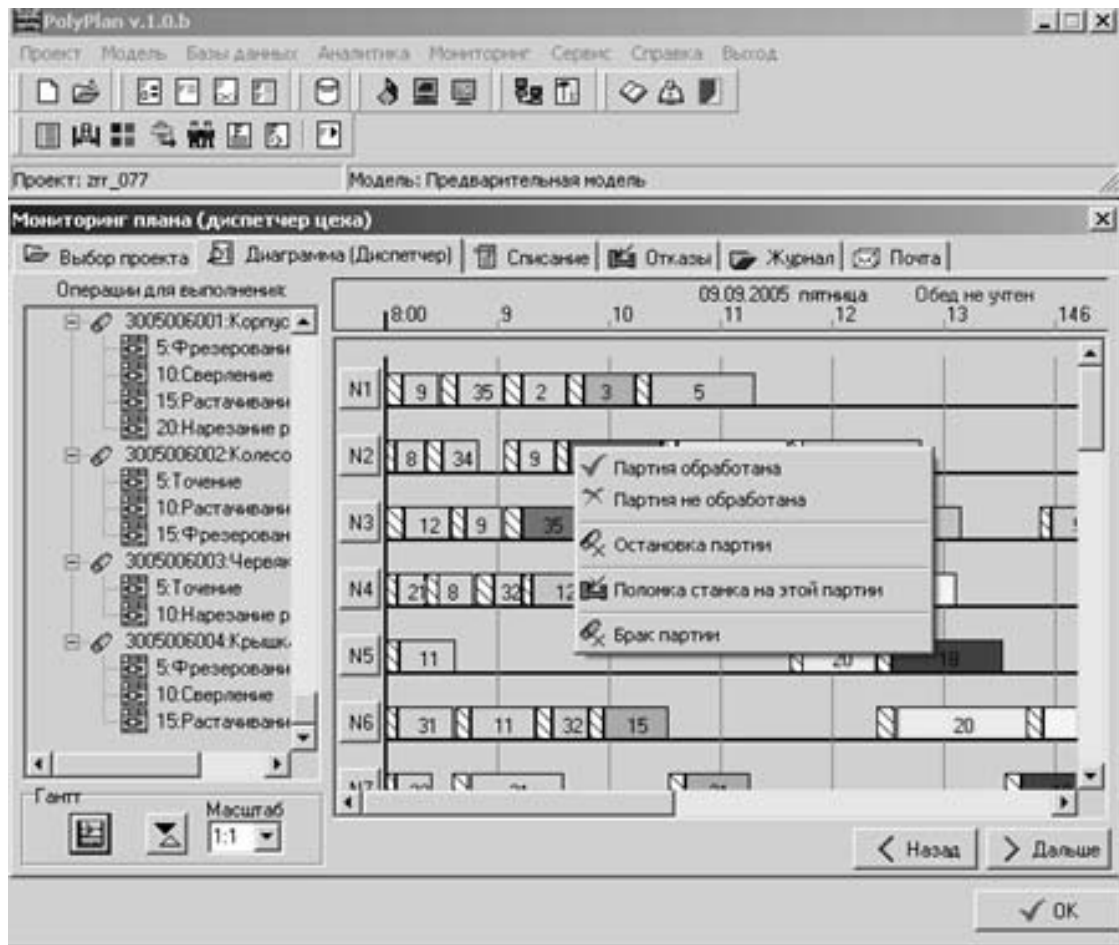 PolyPlan v.1.0.b
Проект Модель Базы данных Аналитика Мониторинг Сервис Справка Выход
Проект: zrr_077 Модель: Предварительная модель
Мониторинг плана (диспетчер цеха)
Выбор проекта Диаграмма (Диспетчер) Списание Отказы Журнал Почта
Операции для выполнения:
3005006001:Корпус
5:Фрезеровани
10:Сверление
15:Растачивани
20:Нарезание р
3005006002:Колесо
5:Точение
10:Растачивани
15:Фрезерован
3005006003:Червяк
5:Точение
10:Нарезание р
3005006004:Крышк
5:Фрезеровани
10:Сверление
15:Растачивани
09.09.2005 пятница Обед не учтен
8:00 9 10 11 12 13 146
N1 9 35 2 3 5
N2 8 34 9
N3 12 9 35
N4 21 8 32 12
N5 11 20 19
N6 31 11 32 15 20
N7
Партия обработана
Партия не обработана
Остановка партии
Поломка станка на этой партии
Брак партии
Гантт
Масштаб
1:1
Назад Дальше
OK